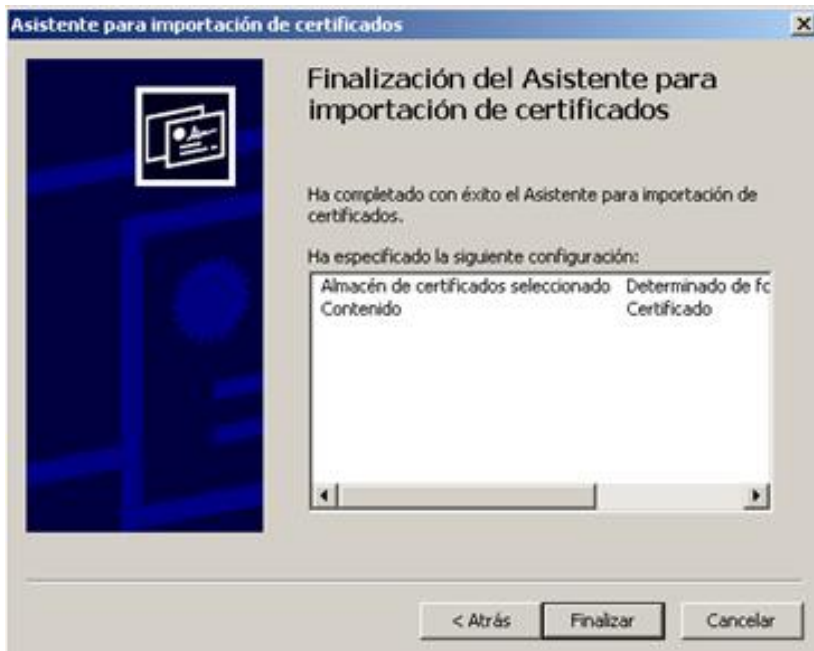 Asistente para importación de certificados
Finalización del Asistente para
importación de certificados
Ha completado con éxito el Asistente para importación de
certificados.
Ha especificado la siguiente configuración:
Almacén de certificados seleccionado Determinado de fo
Contenido Certificado
< Atrás Finalizar Cancelar